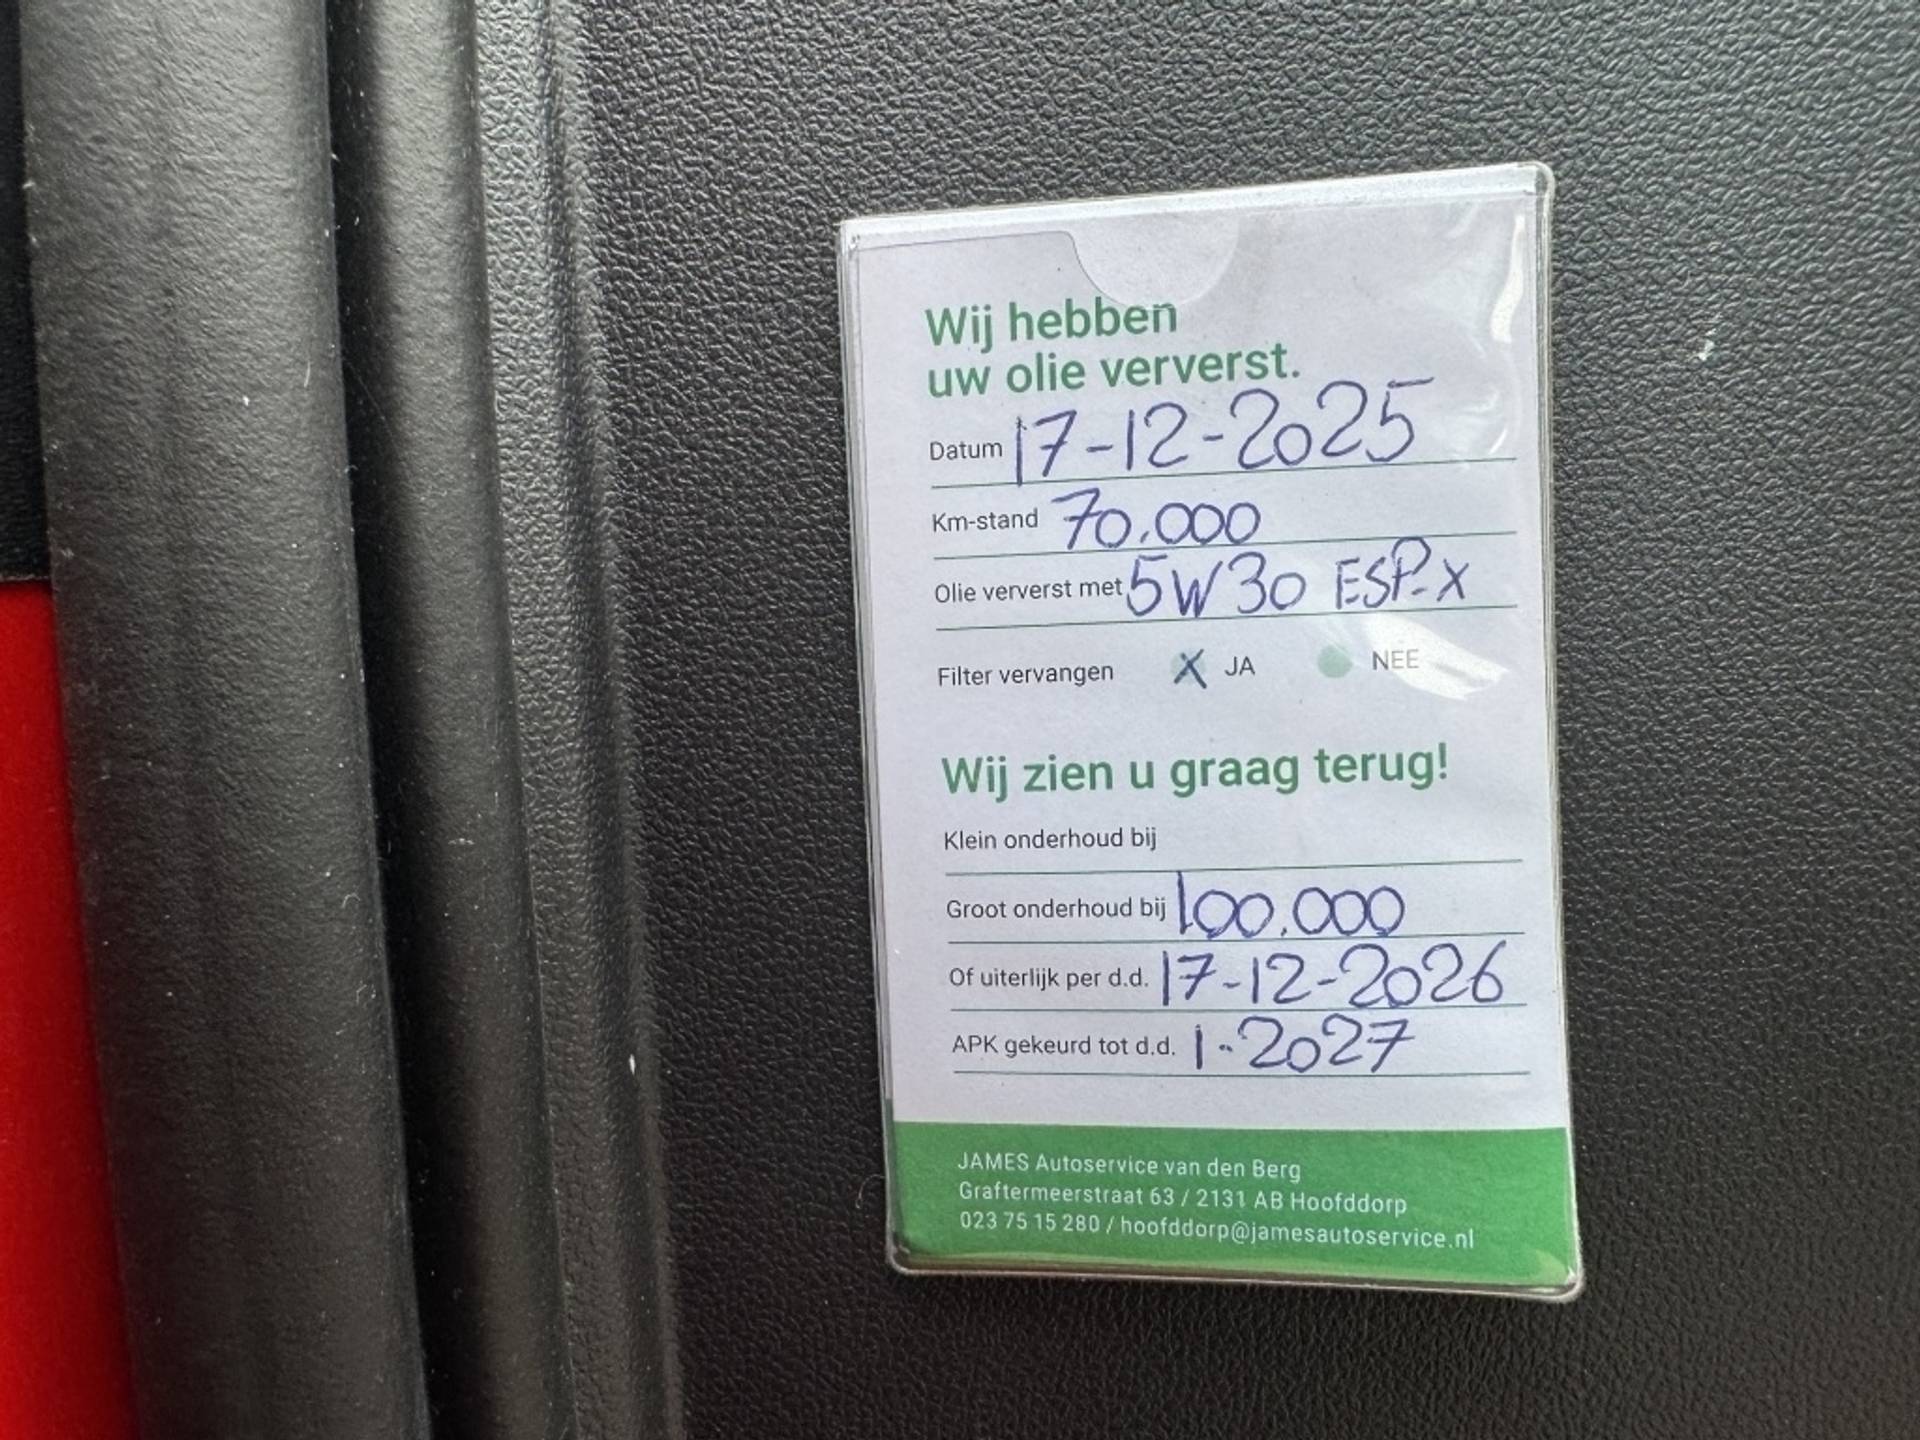 Wij hebben
uw olie ververst.
Datum 17-12-2025
Km-stand 70.000
Olie ververst met 5W30 ESP-X
Filter vervangen X JA NEE
Wij zien u graag terug!
Klein onderhoud bij
Groot onderhoud bij 100.000
Of uiterlijk per d.d. 17-12-2026
APK gekeurd tot d.d. 1-2027
JAMES Autoservice van den Berg
Graftermeerstraat 63 / 2131 AB Hoofddorp
023 75 15 280 / hoofddorp@jamesautoservice.nl